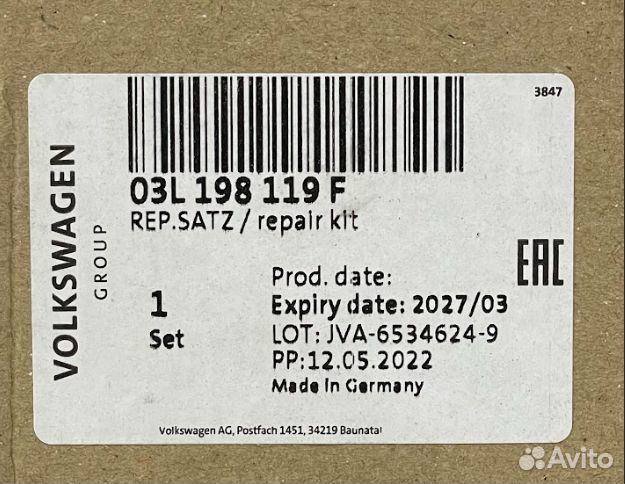 3847
VOLKSWAGEN
GROUP
03L 198 119 F
REP.SATZ / repair kit
EAC
1
Set
Prod. date:
Expiry date: 2027/03
LOT: JVA-6534624-9
PP:12.05.2022
Made in Germany
Volkswagen AG, Postfach 1451, 34219 Baunatal
Avito